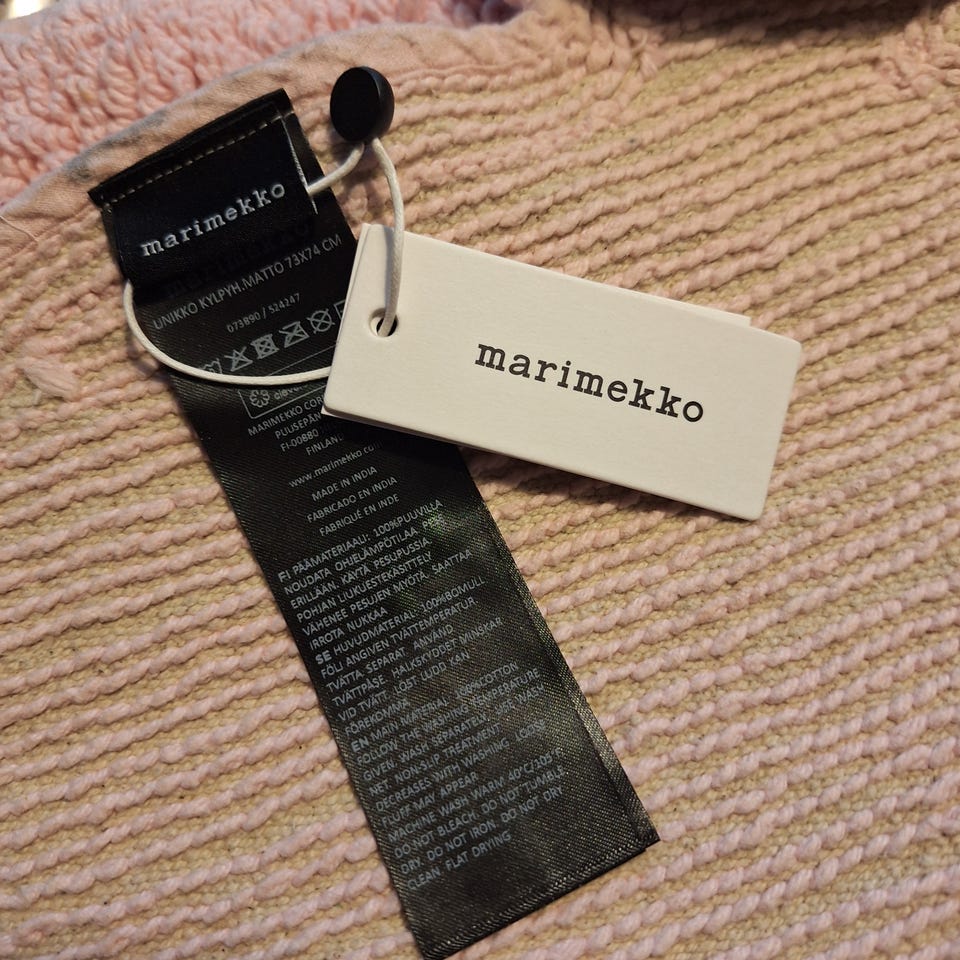 marimekko
UNIKKO KYLPYH.MATTO 73X74 CM
073890 / 524247
clever
MARIMEKKO COR
PUUSEPÄN
FI-00880
FINLAND
www.marimekko.co
MADE IN INDIA
FABRICADO EN INDIA
FABRIQUÉ EN INDE
FI PÄÄMATERIAALI: 100%PUUVILLA
NOUDATA OHJELÄMPÖTILAA. PESE
ERILLÄÄN. KÄYTÄ PESUPUSSIA.
POHJAN LIUKUESTEKÄSITTELY
VÄHENEE PESUJEN MYÖTÄ. SAATTAA
IRROTA NUKKAA
SE HUVUDMATERIAL: 100%BOMULL
FÖLJ ANGIVEN TVÄTTEMPERATUR.
TVÄTTA SEPARAT. ANVÄND
TVÄTTPÅSE. HALKSKYDDET MINSKAR
VID TVÄTT. LÖST LUDD KAN
FÖREKOMMA
EN MAIN MATERIAL: 100%COTTON
FOLLOW THE WASHING TEMPERATURE
GIVEN. WASH SEPARATELY. USE WASH
NET. NON-SLIP TREATMENT
DECREASES WITH WASHING. LOOSE
FLUFF MAY APPEAR
MACHINE WASH WARM 40°C/105°F.
DO NOT BLEACH. DO NOT TUMBLE
DRY. DO NOT IRON. DO NOT DRY
CLEAN. FLAT DRYING
marimekko